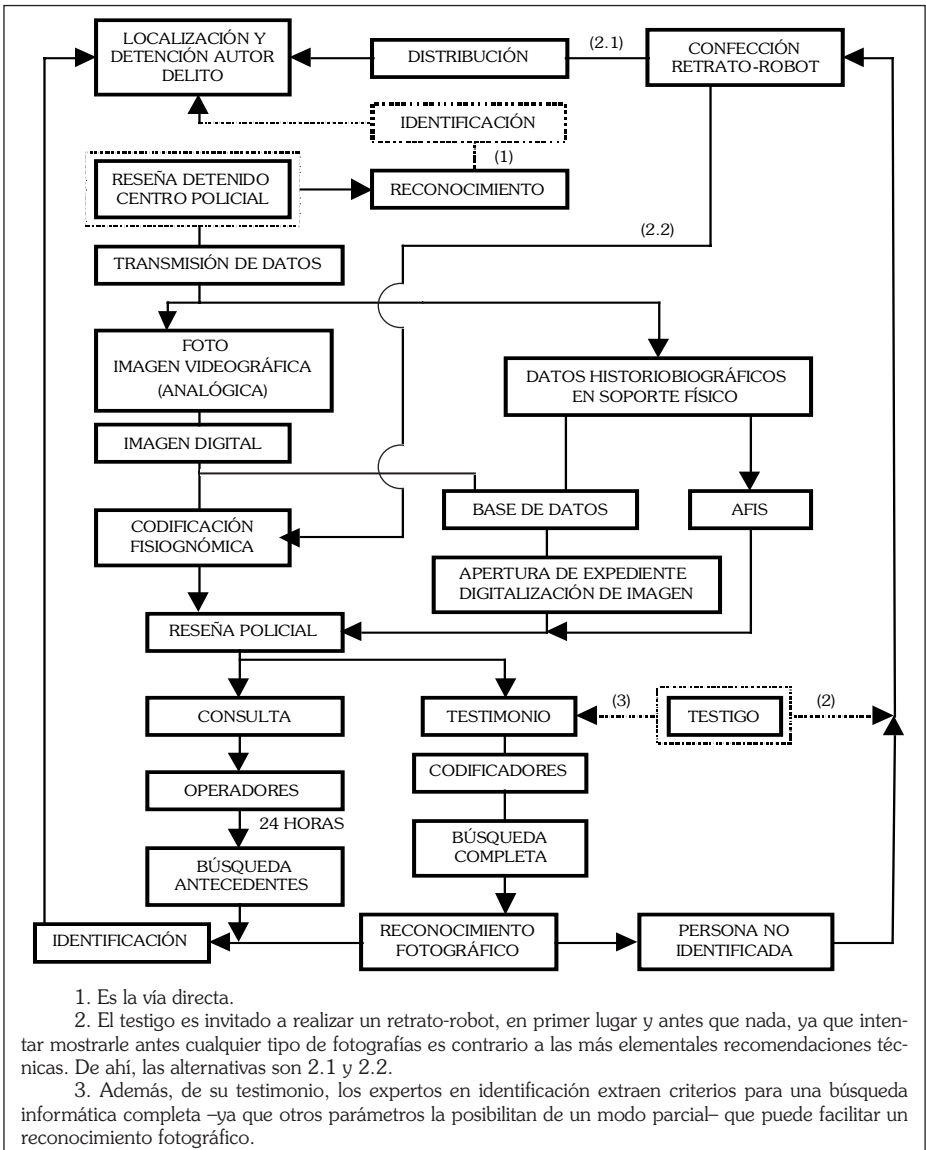 LOCALIZACIÓN Y
DETENCIÓN AUTOR
DELITO
DISTRIBUCIÓN
(2.1)
CONFECCIÓN
RETRATO-ROBOT
IDENTIFICACIÓN
(1)
RESEÑA DETENIDO
CENTRO POLICIAL
RECONOCIMIENTO
(2.2)
TRANSMISIÓN DE DATOS
FOTO
IMAGEN VIDEOGRÁFICA
(ANALÓGICA)
DATOS HISTORIOBIOGRÁFICOS
EN SOPORTE FÍSICO
IMAGEN DIGITAL
BASE DE DATOS
AFIS
CODIFICACIÓN
FISIOGNÓMICA
APERTURA DE EXPEDIENTE
DIGITALIZACIÓN DE IMAGEN
RESEÑA POLICIAL
CONSULTA
TESTIMONIO
(3)
TESTIGO
(2)
CODIFICADORES
OPERADORES
24 HORAS
BÚSQUEDA
COMPLETA
BÚSQUEDA
ANTECEDENTES
IDENTIFICACIÓN
RECONOCIMIENTO
FOTOGRÁFICO
PERSONA NO
IDENTIFICADA
1. Es la vía directa.
2. El testigo es invitado a realizar un retrato-robot, en primer lugar y antes que nada, ya que inten-
tar mostrarle antes cualquier tipo de fotografías es contrario a las más elementales recomendaciones téc-
nicas. De ahí, las alternativas son 2.1 y 2.2.
3. Además, de su testimonio, los expertos en identificación extraen criterios para una búsqueda
informática completa –ya que otros parámetros la posibilitan de un modo parcial– que puede facilitar un
reconocimiento fotográfico.